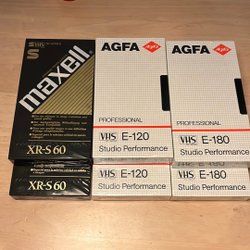 S VHS
S
maxell
XR-S 60
XR-S 60
AGFA
PROFESSIONAL
VHS E-120
Studio Performance
VHS E-120
Studio Performance
AGFA
PROFESSIONAL
VHS E-180
Studio Performance
VHS E-180
Studio Performance